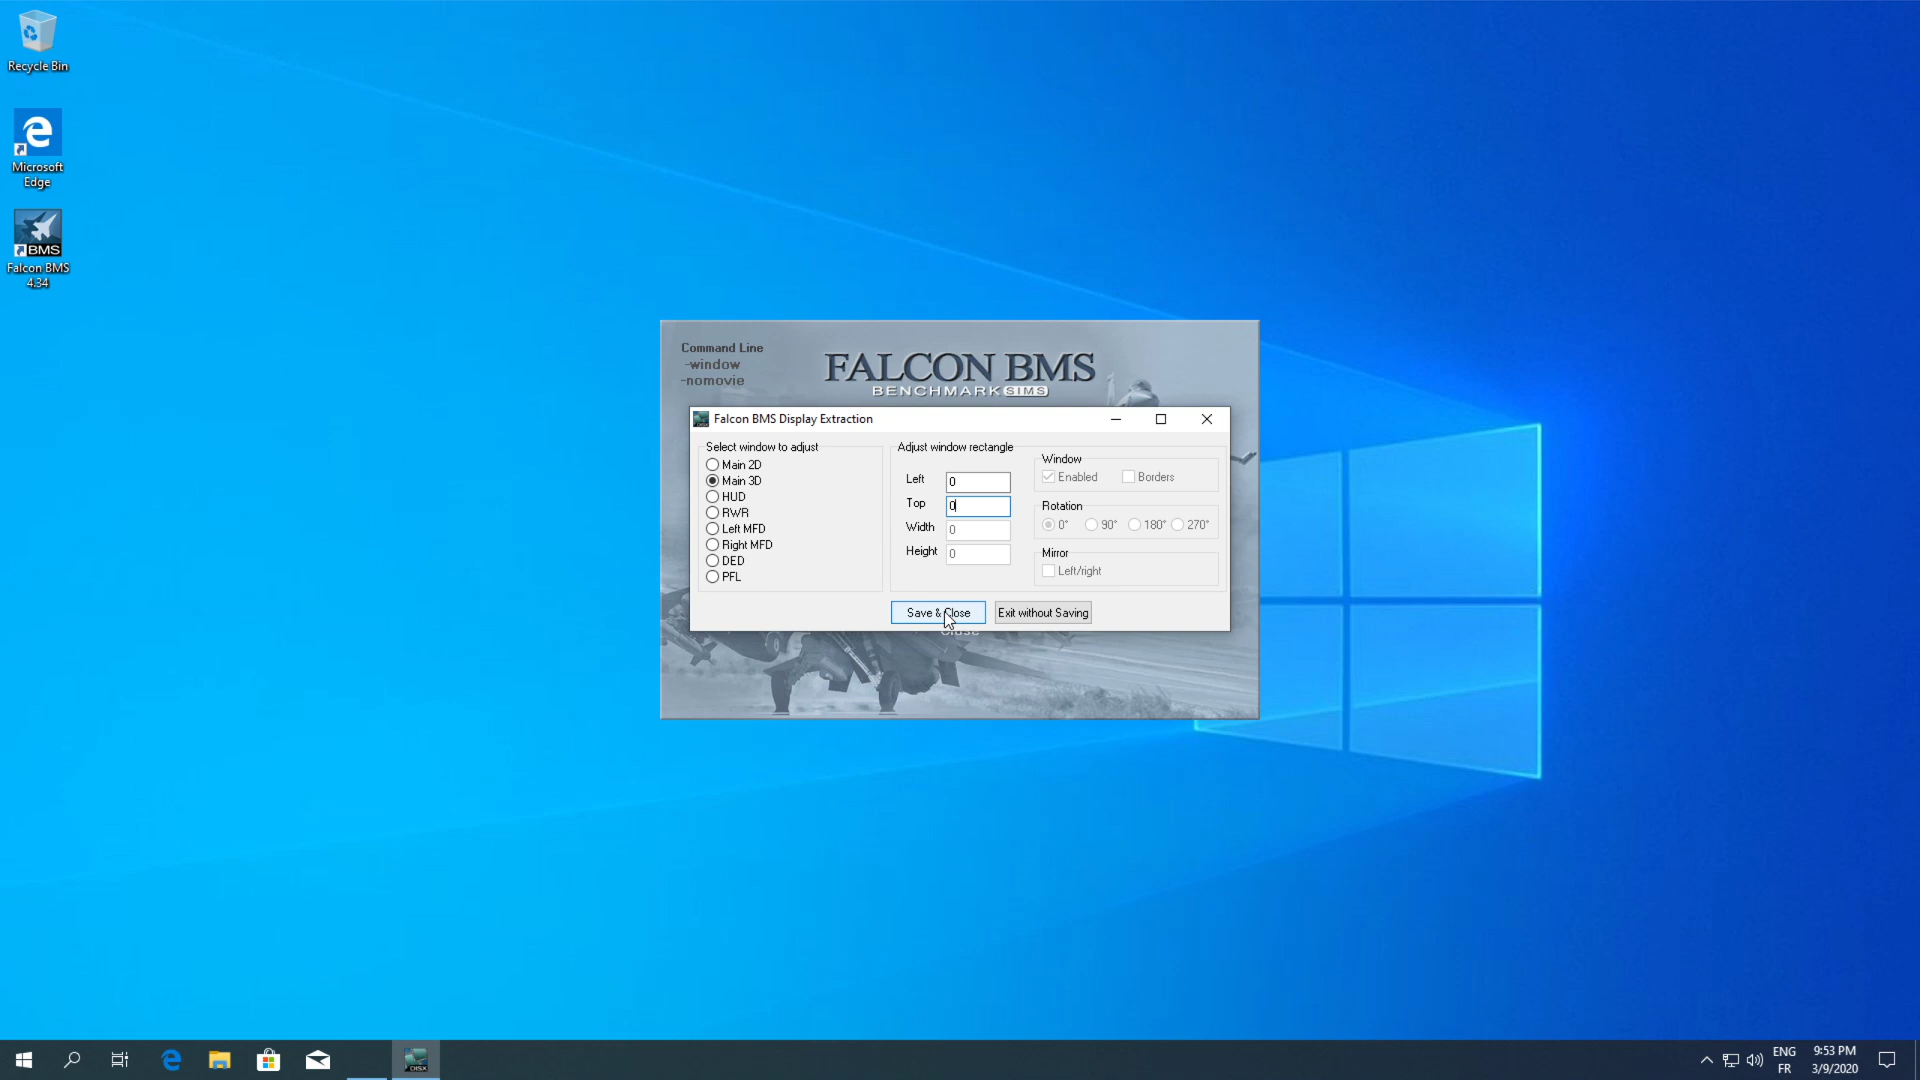 Recycle Bin
Microsoft
Edge
BMS
Falcon BMS
4.34
Command Line
-window
-nomovie
FALCON BMS
BENCHMARK SIMS
Falcon BMS Display Extraction
Select window to adjust
Main 2D
Main 3D
HUD
RWR
Left MFD
Right MFD
DED
PFL
Adjust window rectangle
Left 0
Top 0
Width 0
Height 0
Window
Enabled Borders
Rotation
0° 90° 180° 270°
Mirror
Left/right
Save & Close Exit without Saving
Close
DISX
ENG
FR
9:53 PM
3/9/2020